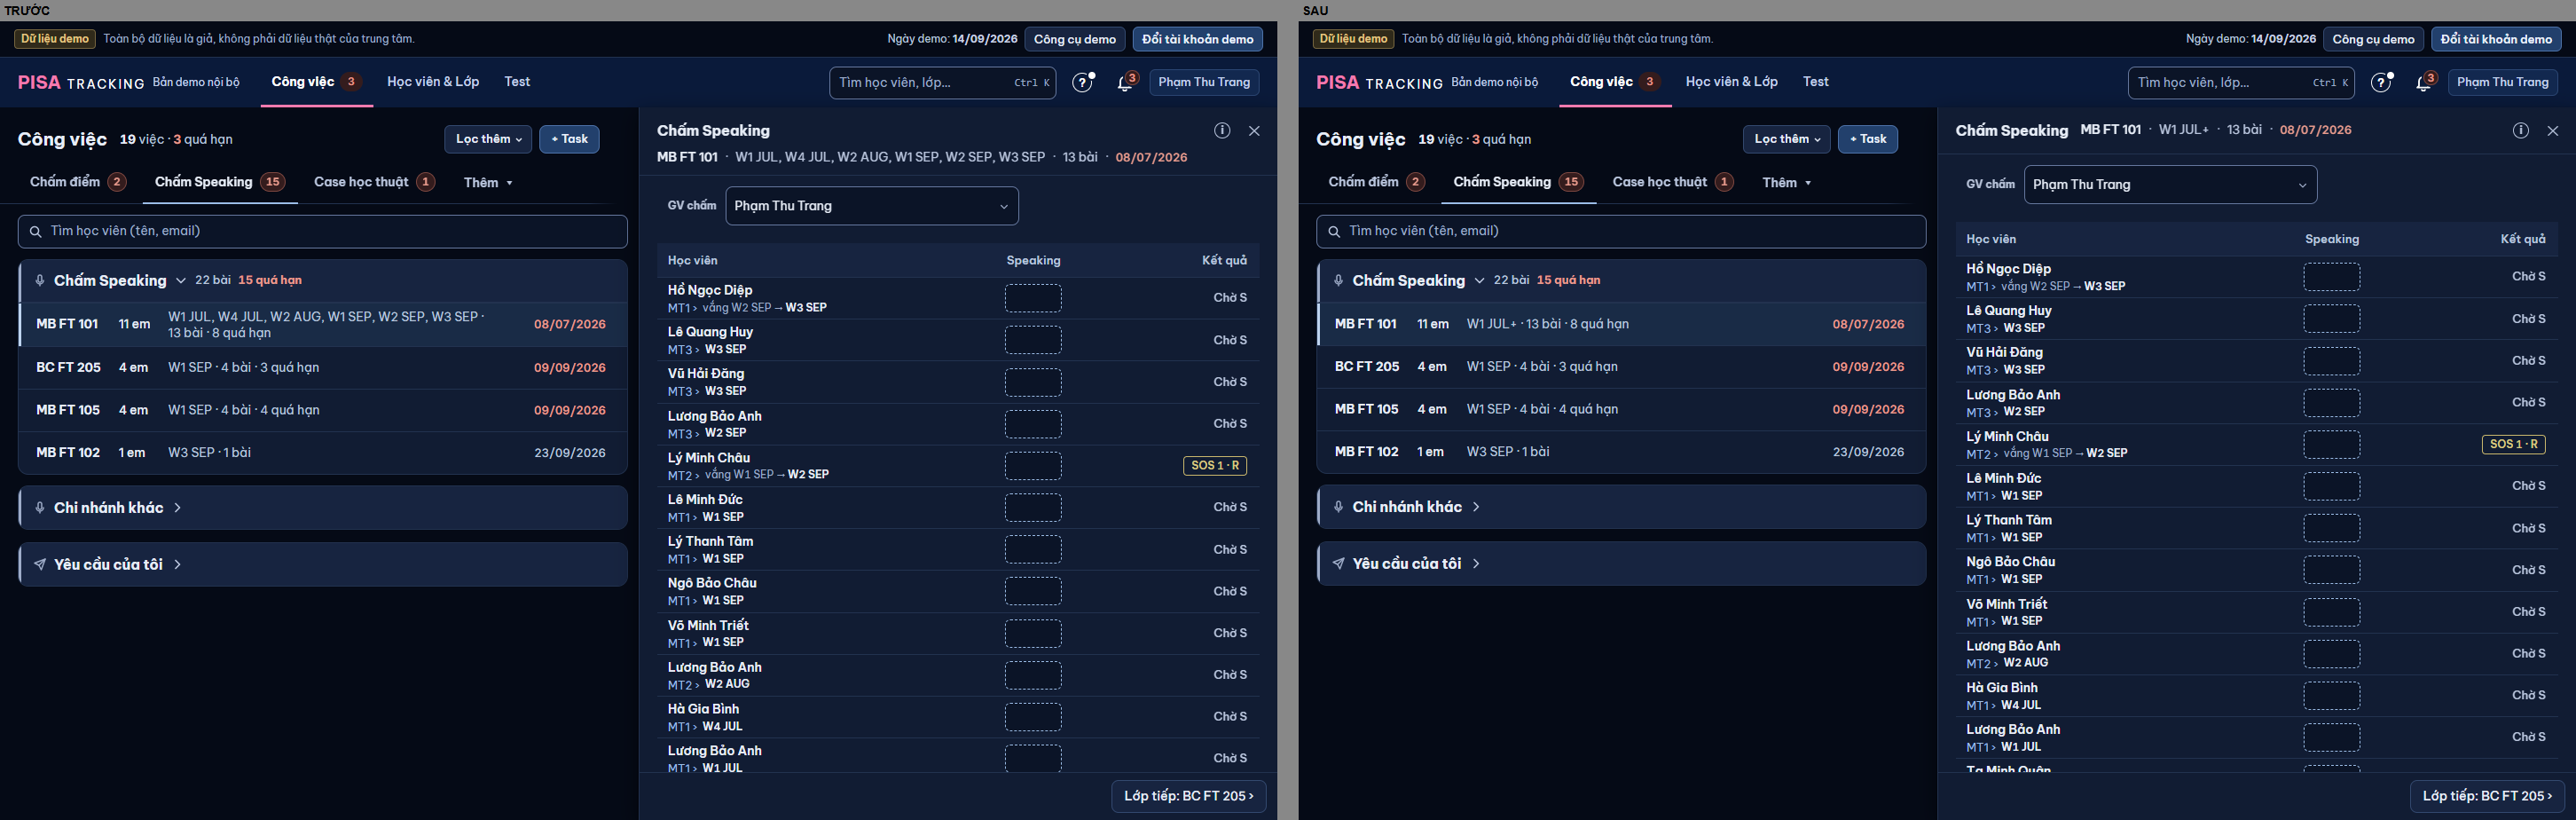 TRƯỚC
Dữ liệu demo Toàn bộ dữ liệu là giả, không phải dữ liệu thật của trung tâm. Ngày demo: 14/09/2026 Công cụ demo Đổi tài khoản demo
PISA TRACKING Bản demo nội bộ Công việc 3 Học viên & Lớp Test Tìm học viên, lớp... Ctrl K ? 3 Phạm Thu Trang
Công việc 19 việc · 3 quá hạn Lọc thêm + Task
Chấm điểm 2 Chấm Speaking 15 Case học thuật 1 Thêm
Tìm học viên (tên, email)
Chấm Speaking 22 bài 15 quá hạn
MB FT 101 11 em W1 JUL, W4 JUL, W2 AUG, W1 SEP, W2 SEP, W3 SEP ·
13 bài · 8 quá hạn 08/07/2026
BC FT 205 4 em W1 SEP · 4 bài · 3 quá hạn 09/09/2026
MB FT 105 4 em W1 SEP · 4 bài · 4 quá hạn 09/09/2026
MB FT 102 1 em W3 SEP · 1 bài 23/09/2026
Chi nhánh khác
Yêu cầu của tôi
Chấm Speaking
MB FT 101 · W1 JUL, W4 JUL, W2 AUG, W1 SEP, W2 SEP, W3 SEP · 13 bài · 08/07/2026
GV chấm Phạm Thu Trang
Học viên Speaking Kết quả
Hồ Ngọc Diệp Chờ S
MT1 › vắng W2 SEP → W3 SEP
Lê Quang Huy Chờ S
MT3 › W3 SEP
Vũ Hải Đăng Chờ S
MT3 › W3 SEP
Lương Bảo Anh Chờ S
MT3 › W2 SEP
Lý Minh Châu SOS 1 · R
MT2 › vắng W1 SEP → W2 SEP
Lê Minh Đức Chờ S
MT1 › W1 SEP
Lý Thanh Tâm Chờ S
MT1 › W1 SEP
Ngô Bảo Châu Chờ S
MT1 › W1 SEP
Võ Minh Triết Chờ S
MT1 › W1 SEP
Lương Bảo Anh Chờ S
MT2 › W2 AUG
Hà Gia Bình Chờ S
MT1 › W4 JUL
Lương Bảo Anh Chờ S
MT1 › W1 JUL
Lớp tiếp: BC FT 205 ›
SAU
Dữ liệu demo Toàn bộ dữ liệu là giả, không phải dữ liệu thật của trung tâm. Ngày demo: 14/09/2026 Công cụ demo Đổi tài khoản demo
PISA TRACKING Bản demo nội bộ Công việc 3 Học viên & Lớp Test Tìm học viên, lớp... Ctrl K ? 3 Phạm Thu Trang
Công việc 19 việc · 3 quá hạn Lọc thêm + Task
Chấm điểm 2 Chấm Speaking 15 Case học thuật 1 Thêm
Tìm học viên (tên, email)
Chấm Speaking 22 bài 15 quá hạn
MB FT 101 11 em W1 JUL+ · 13 bài · 8 quá hạn 08/07/2026
BC FT 205 4 em W1 SEP · 4 bài · 3 quá hạn 09/09/2026
MB FT 105 4 em W1 SEP · 4 bài · 4 quá hạn 09/09/2026
MB FT 102 1 em W3 SEP · 1 bài 23/09/2026
Chi nhánh khác
Yêu cầu của tôi
Chấm Speaking MB FT 101 · W1 JUL+ · 13 bài · 08/07/2026
GV chấm Phạm Thu Trang
Học viên Speaking Kết quả
Hồ Ngọc Diệp Chờ S
MT1 › vắng W2 SEP → W3 SEP
Lê Quang Huy Chờ S
MT3 › W3 SEP
Vũ Hải Đăng Chờ S
MT3 › W3 SEP
Lương Bảo Anh Chờ S
MT3 › W2 SEP
Lý Minh Châu SOS 1 · R
MT2 › vắng W1 SEP → W2 SEP
Lê Minh Đức Chờ S
MT1 › W1 SEP
Lý Thanh Tâm Chờ S
MT1 › W1 SEP
Ngô Bảo Châu Chờ S
MT1 › W1 SEP
Võ Minh Triết Chờ S
MT1 › W1 SEP
Lương Bảo Anh Chờ S
MT2 › W2 AUG
Hà Gia Bình Chờ S
MT1 › W4 JUL
Lương Bảo Anh Chờ S
MT1 › W1 JUL
Tạ Minh Quân
Lớp tiếp: BC FT 205 ›